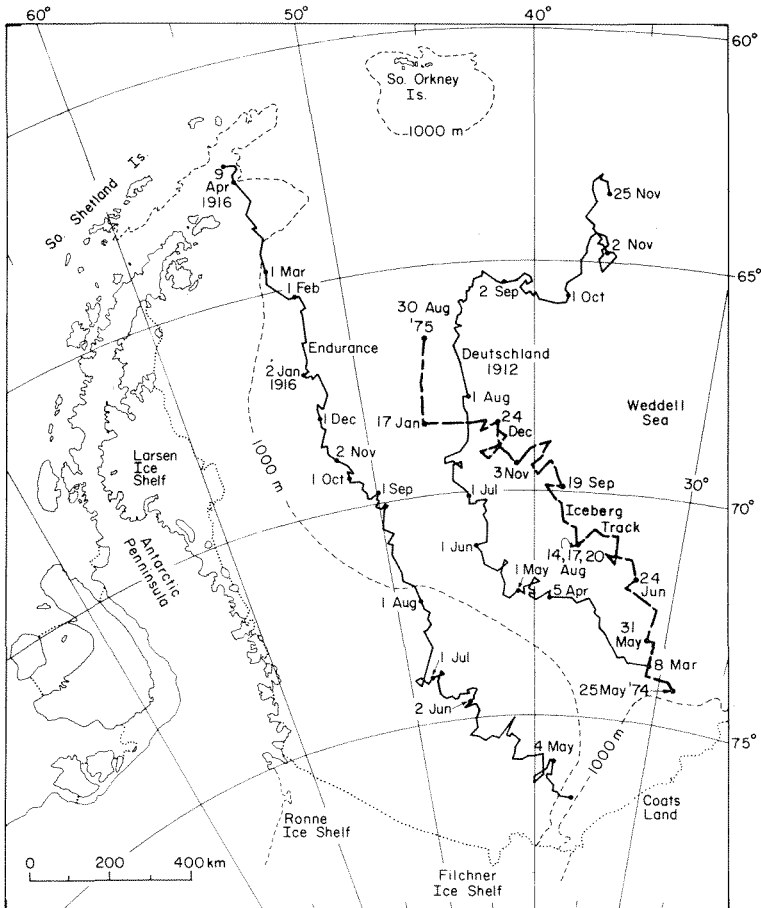 60°
50°
40°
60°
So. Orkney
Is.
1000 m
So. Shetland Is.
9
Apr
1916
25 Nov
2 Nov
1 Mar
1 Feb
65°
2 Sep
1 Oct
30 Aug
'75
Endurance
Deutschland
1912
2 Jan
1916
1 Aug
Weddell
Sea
1 Dec
17 Jan
24
Dec
Larsen
Ice
Shelf
1000 m
2 Nov
3 Nov
1 Oct
1 Sep
1 Jul
19 Sep
30°
70°
Iceberg
Track
Antarctic
Penninsula
1 Jun
14, 17, 20
Aug
1 May
24
Jun
5 Apr
1 Aug
31
May
8 Mar
1 Jul
25 May '74
2 Jun
4 May
75°
1000 m
Ronne
Ice Shelf
Coats
Land
0 200 400 km
Filchner
Ice Shelf